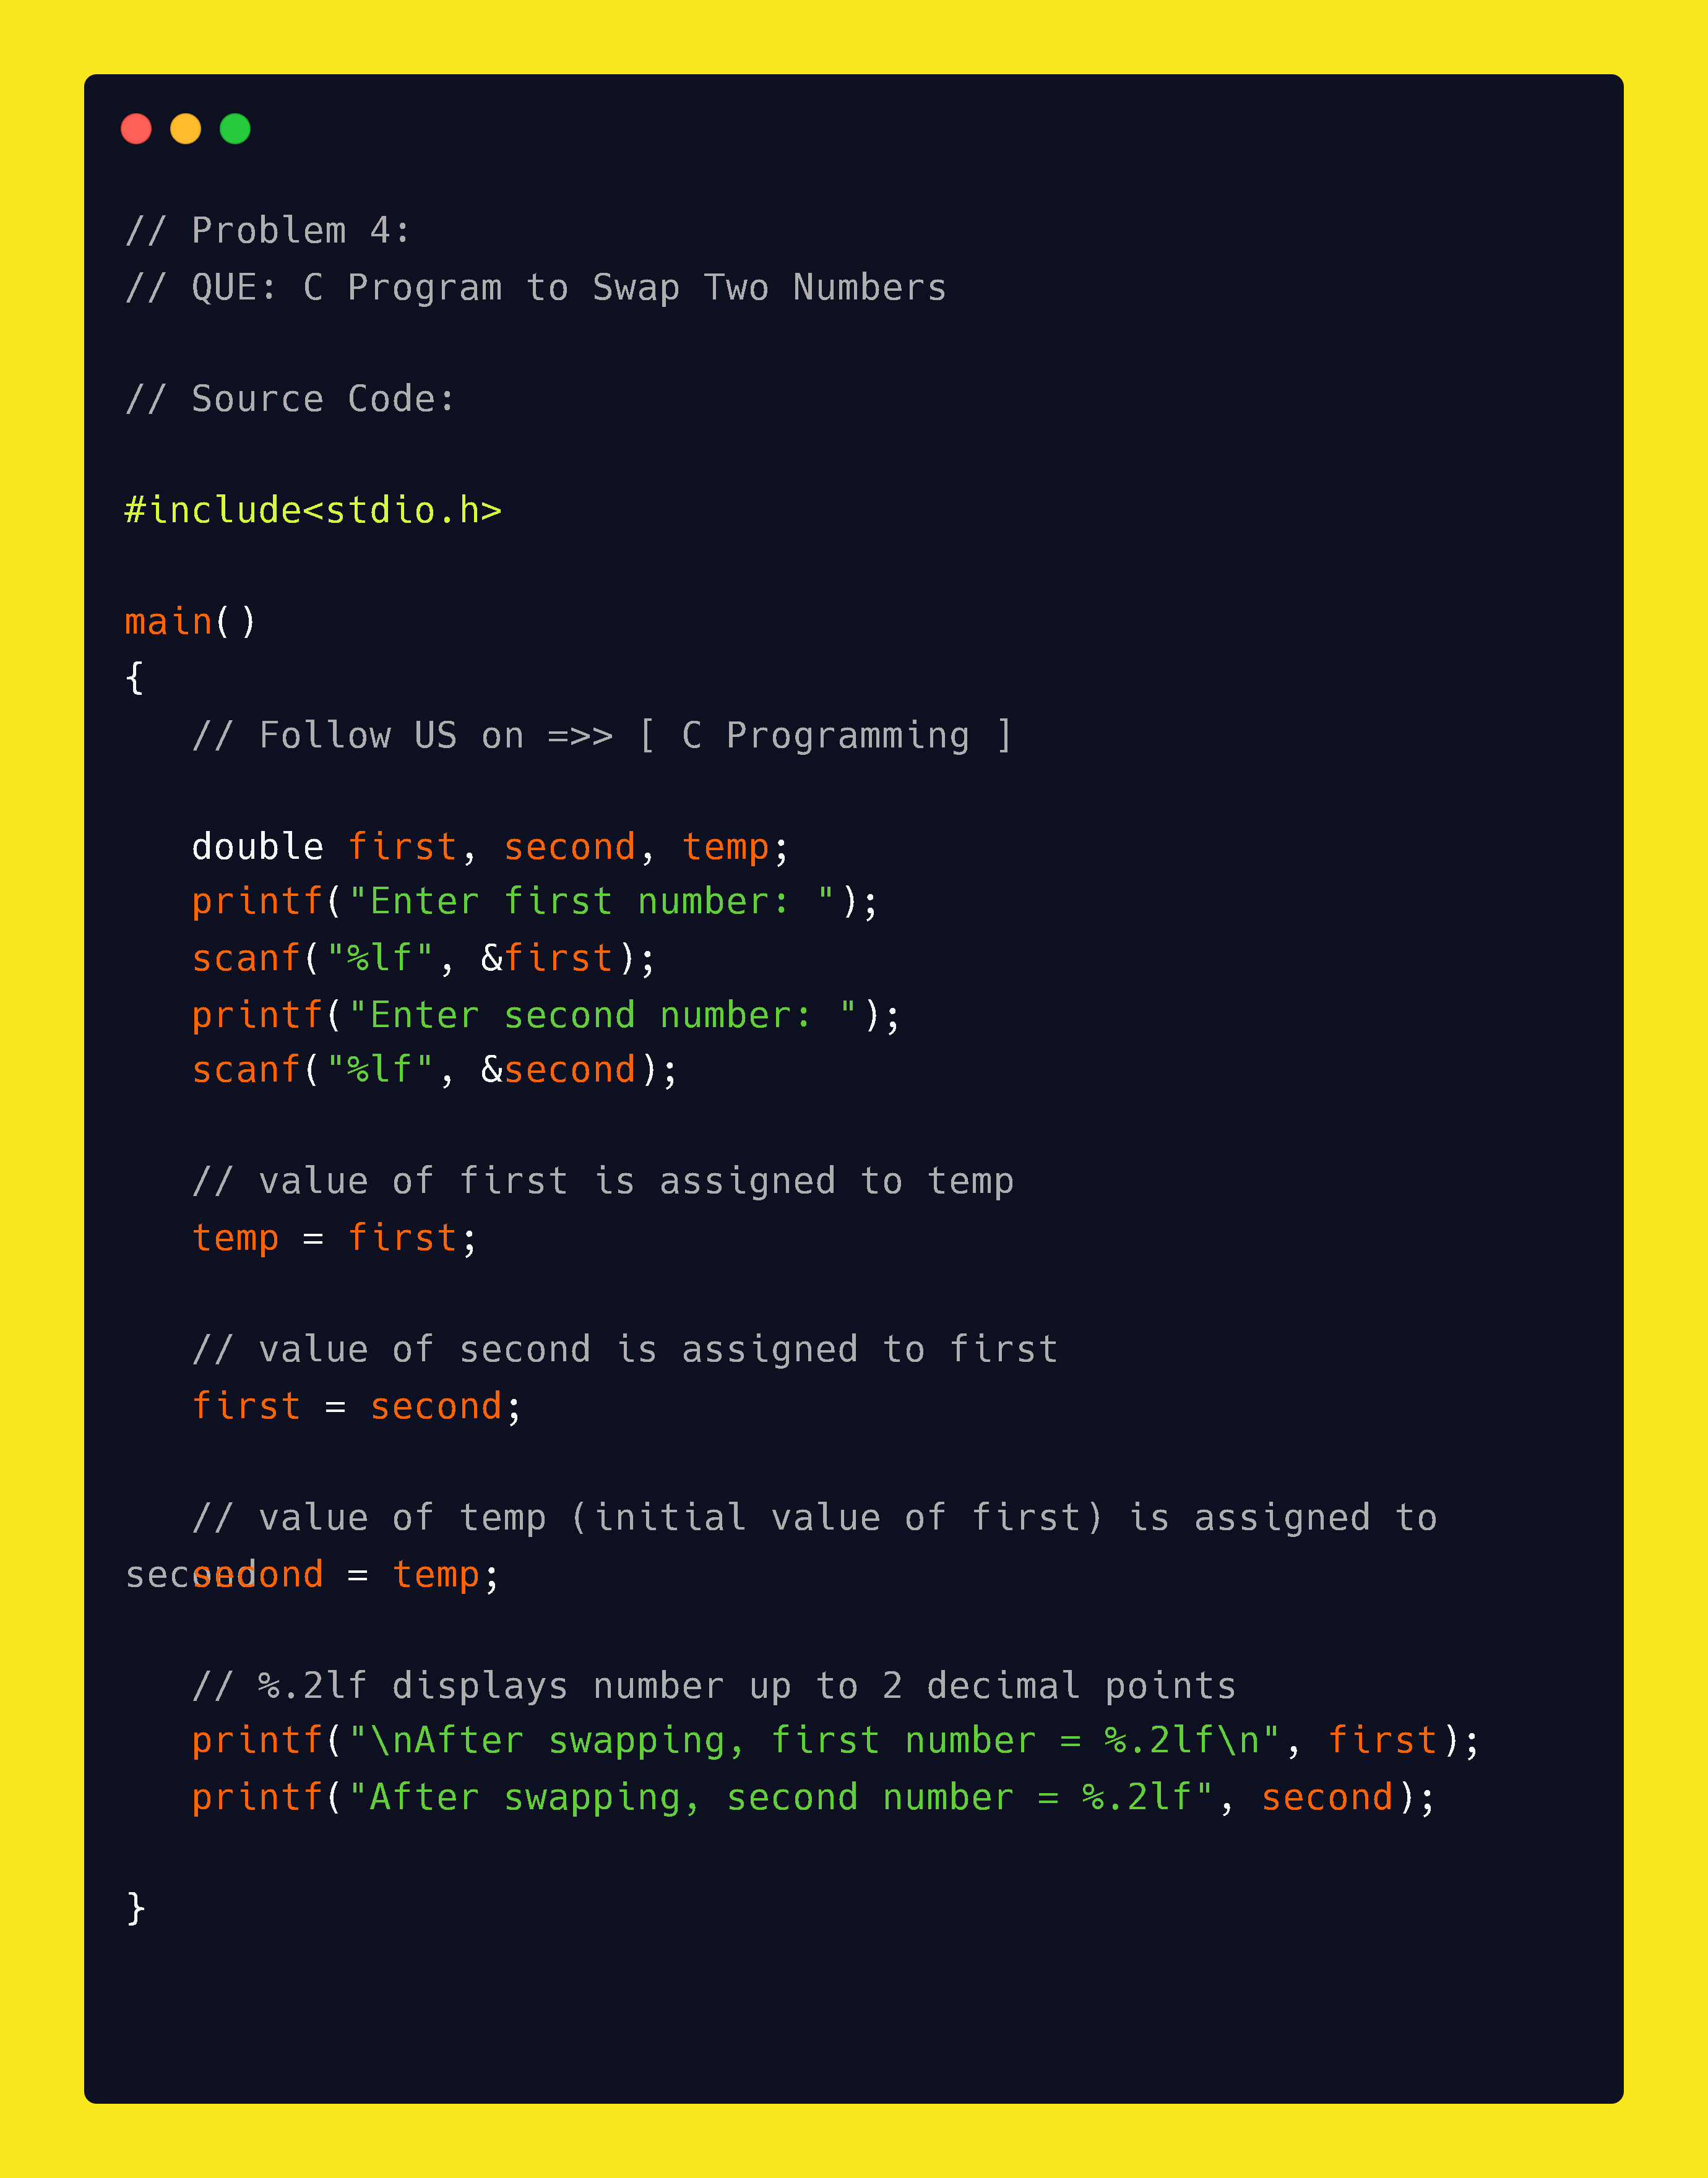 // Problem 4:
// QUE: C Program to Swap Two Numbers
// Source Code:
#include<stdio.h>
main()
{
// Follow US on =>> [ C Programming ]
double first, second, temp;
printf("Enter first number: ");
scanf("%lf", &first);
printf("Enter second number: ");
scanf("%lf", &second);
// value of first is assigned to temp
temp = first;
// value of second is assigned to first
first = second;
// value of temp (initial value of first) is assigned to
second
second = temp;
// %.2lf displays number up to 2 decimal points
printf("\nAfter swapping, first number = %.2lf\n", first);
printf("After swapping, second number = %.2lf", second);
}